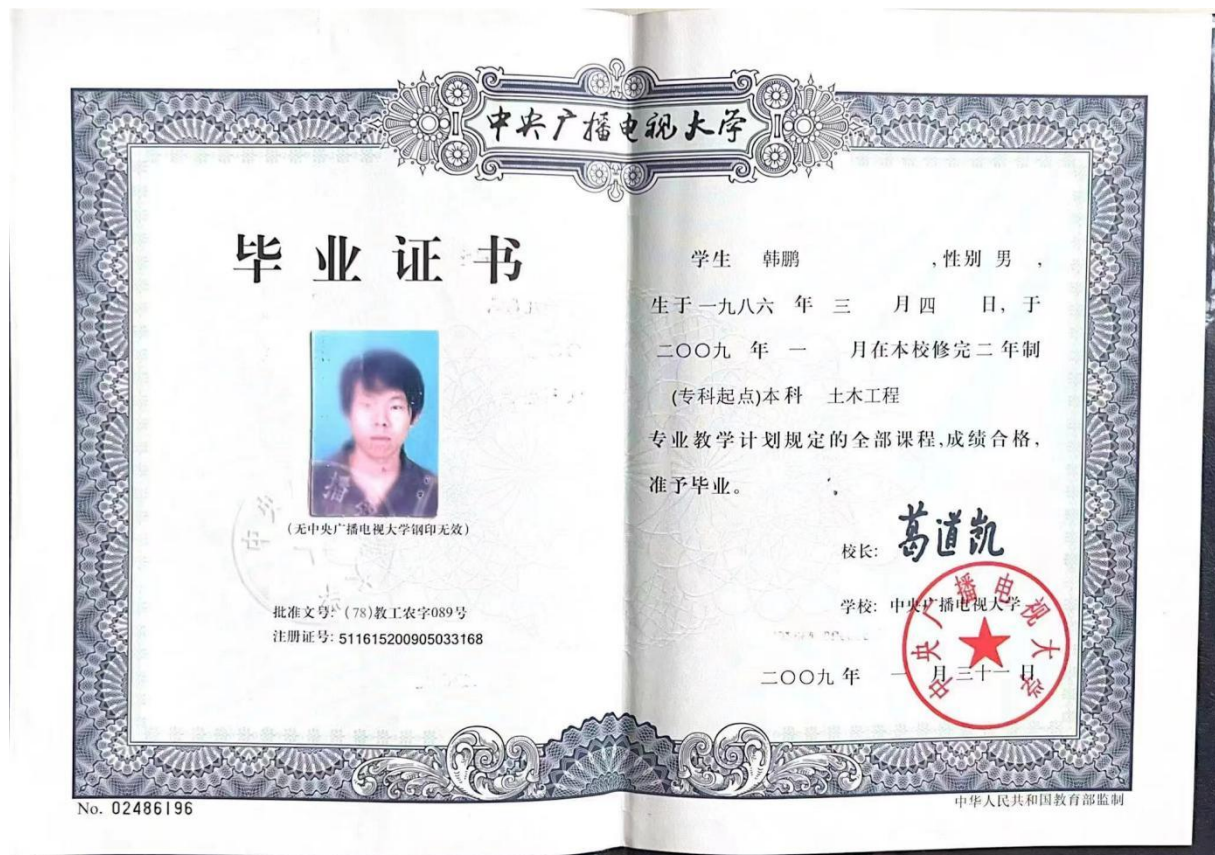 中央广播电视大学
毕业证书
(无中央广播电视大学钢印无效)
批准文号:(78)教工农字089号
注册证号: 511615200905033168
学生 韩鹏 ,性别 男 ,
生于一九八六 年 三 月 四 日, 于
二〇〇九 年 一 月在本校修完 二 年制
(专科起点)本科 土木工程
专业教学计划规定的全部课程,成绩合格,
准予毕业。
校长: 葛道凯
学校: 中央广播电视大学
二〇〇九 年 一 月 三十一 日
中央广播电视大学
No. 02486196
中华人民共和国教育部监制